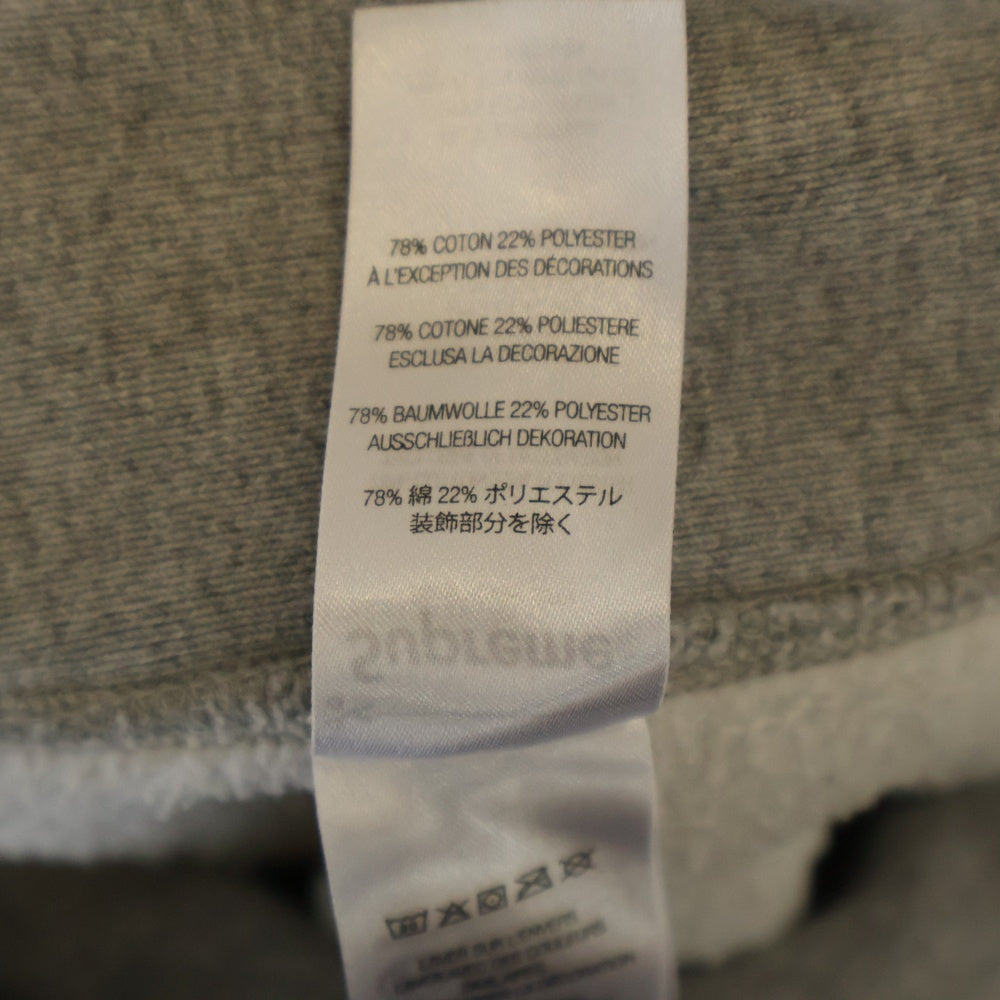 78% COTON 22% POLYESTER
À L'EXCEPTION DES DÉCORATIONS
78% COTONE 22% POLIESTERE
ESCLUSA LA DECORAZIONE
78% BAUMWOLLE 22% POLYESTER
AUSSCHLIEßLICH DEKORATION
78% 綿 22% ポリエステル
装飾部分を除く
Supreme